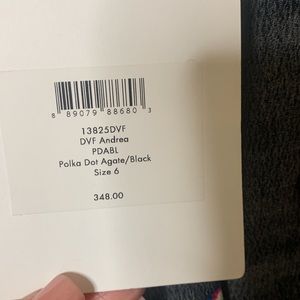 8 89079 88680 3
13825DVF
DVF Andrea
PDABL
Polka Dot Agate/Black
Size 6
348.00